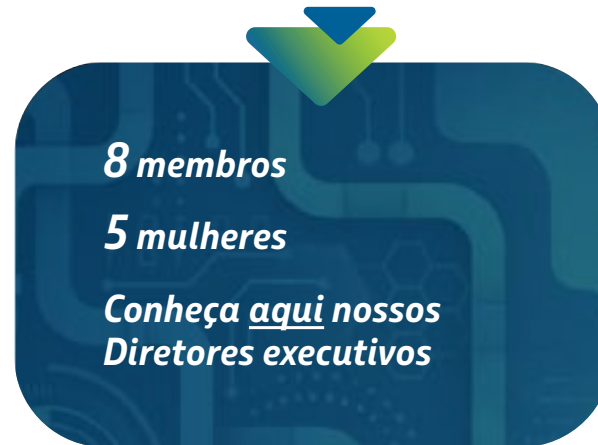 8 membros
5 mulheres
Conheça aqui nossos
Diretores executivos